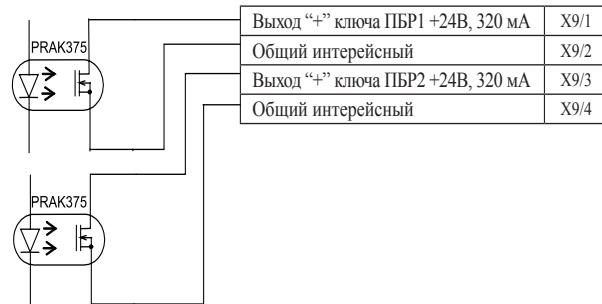 Выход “+” ключа ПБР1 +24В, 320 мА X9/1
PRAK375
Общий интерейсный X9/2
Выход “+” ключа ПБР2 +24В, 320 мА X9/3
Общий интерейсный X9/4
PRAK375